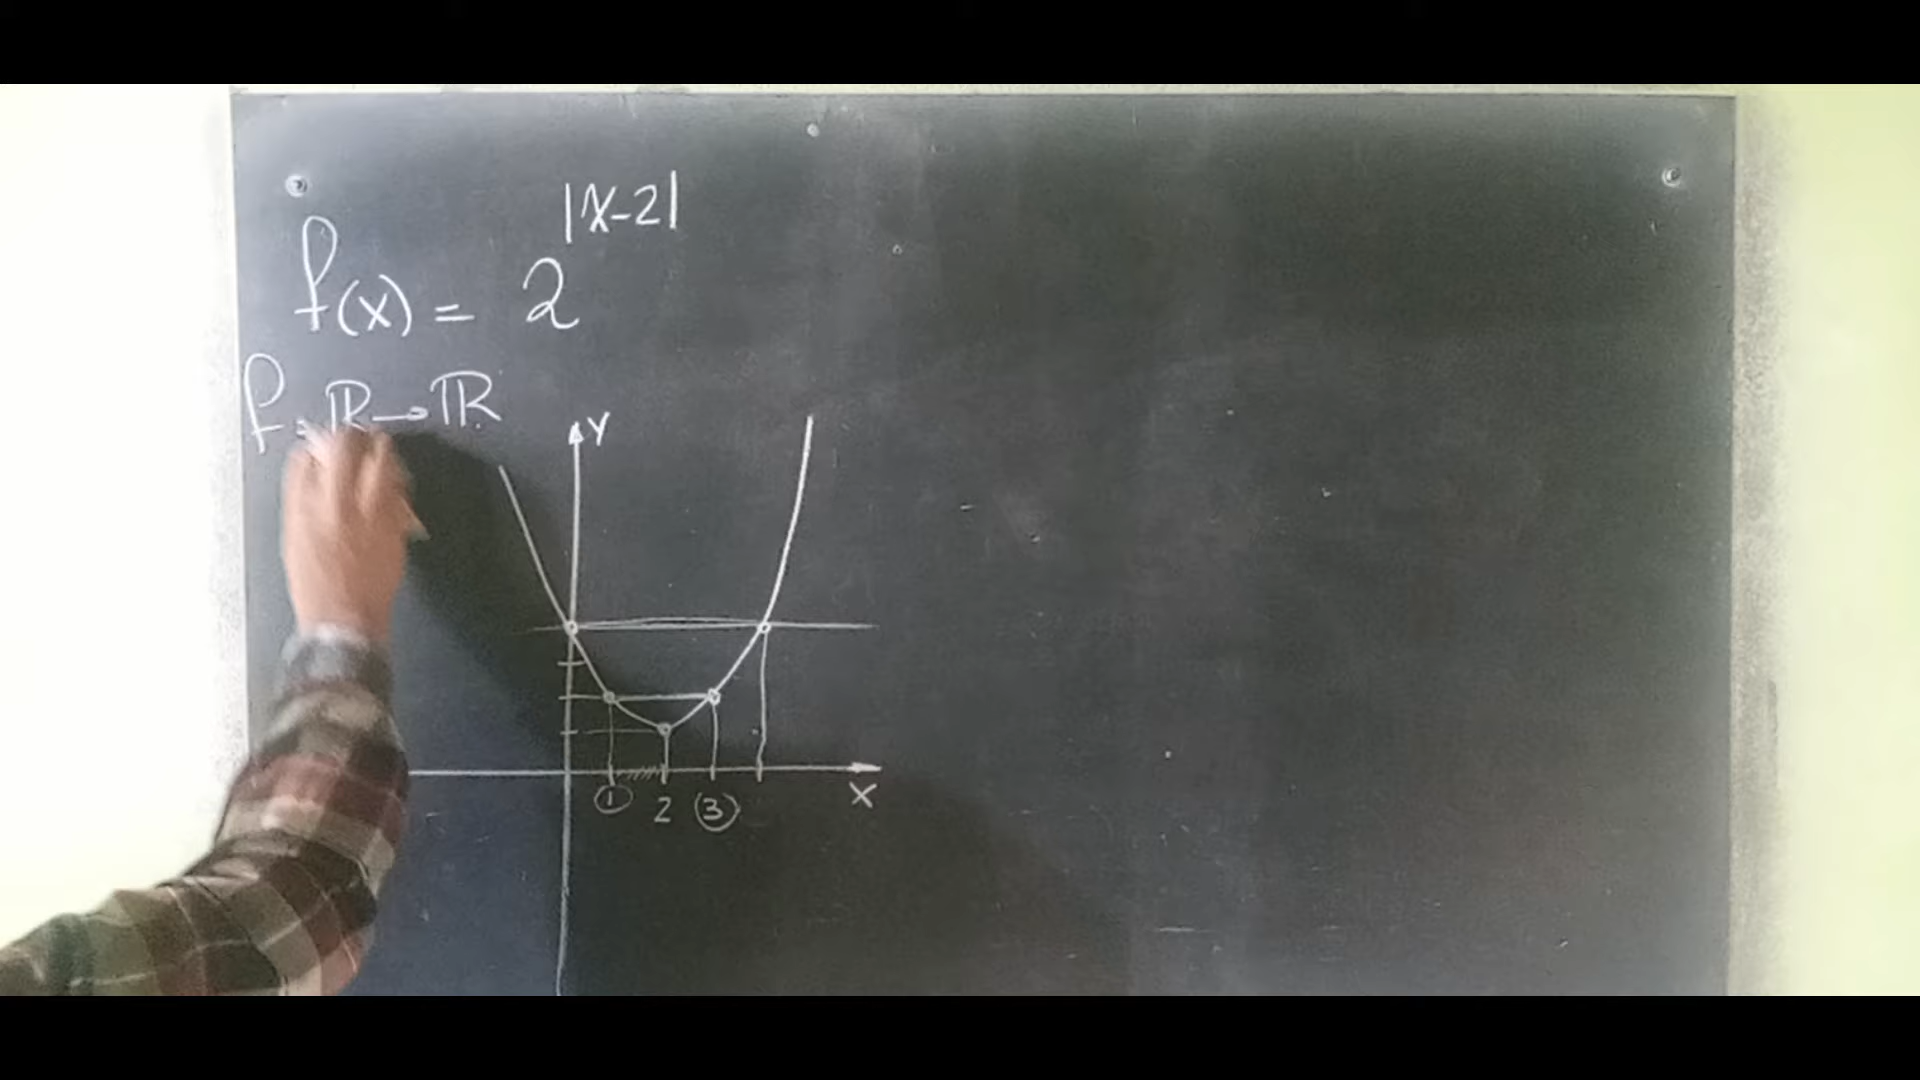 f(x) = 2^|x-2|
f: ℝ→ℝ
Y
① 2 ③
X